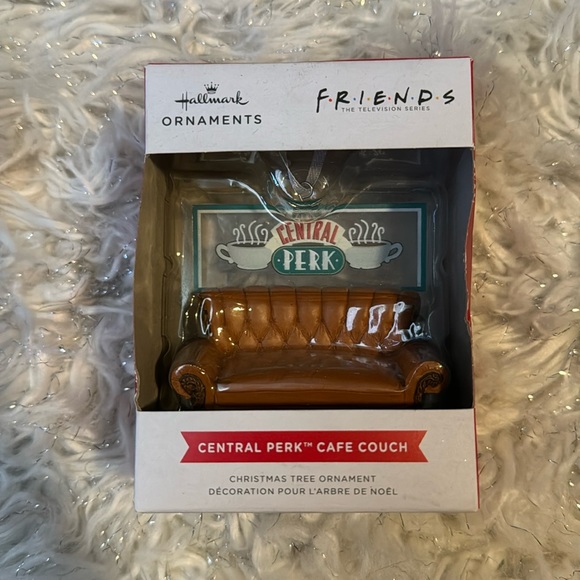 Hallmark
ORNAMENTS
F·R·I·E·N·D·S
THE TELEVISION SERIES
CENTRAL
PERK
CENTRAL PERK™ CAFE COUCH
CHRISTMAS TREE ORNAMENT
DÉCORATION POUR L'ARBRE DE NOËL